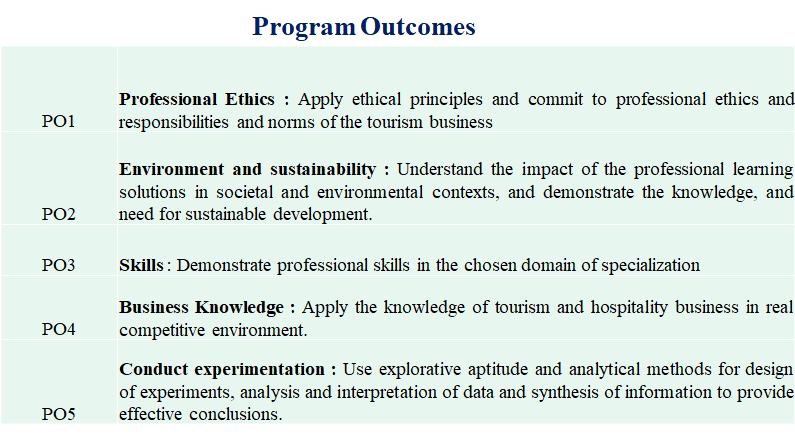 Program Outcomes
Professional Ethics : Apply ethical principles and commit to professional ethics and
PO1 responsibilities and norms of the tourism business
Environment and sustainability : Understand the impact of the professional learning
solutions in societal and environmental contexts, and demonstrate the knowledge, and
PO2 need for sustainable development.
PO3 Skills : Demonstrate professional skills in the chosen domain of specialization
Business Knowledge : Apply the knowledge of tourism and hospitality business in real
PO4 competitive environment.
Conduct experimentation : Use explorative aptitude and analytical methods for design
of experiments, analysis and interpretation of data and synthesis of information to provide
PO5 effective conclusions.